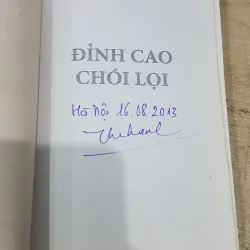 ĐỈNH CAO
CHÓI LỌI
Hà Nội 16.08.2013